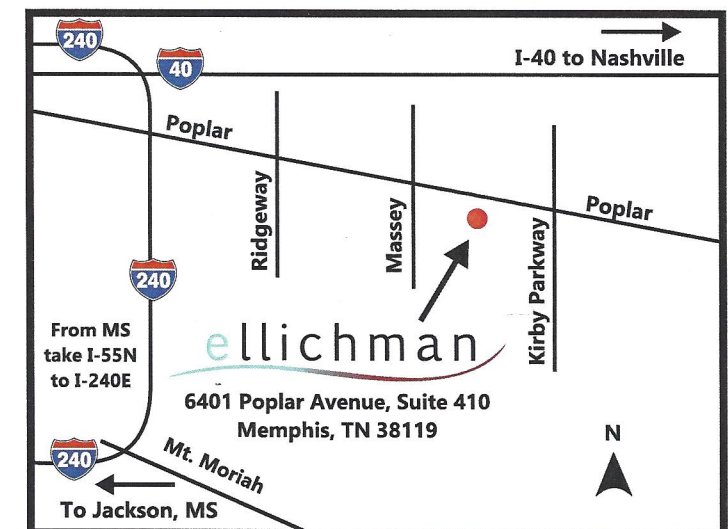 240
40
I-40 to Nashville
Poplar
Ridgeway
Massey
Kirby Parkway
Poplar
240
From MS
take I-55N
to I-240E
ellichman
6401 Poplar Avenue, Suite 410
Memphis, TN 38119
N
240
Mt. Moriah
To Jackson, MS